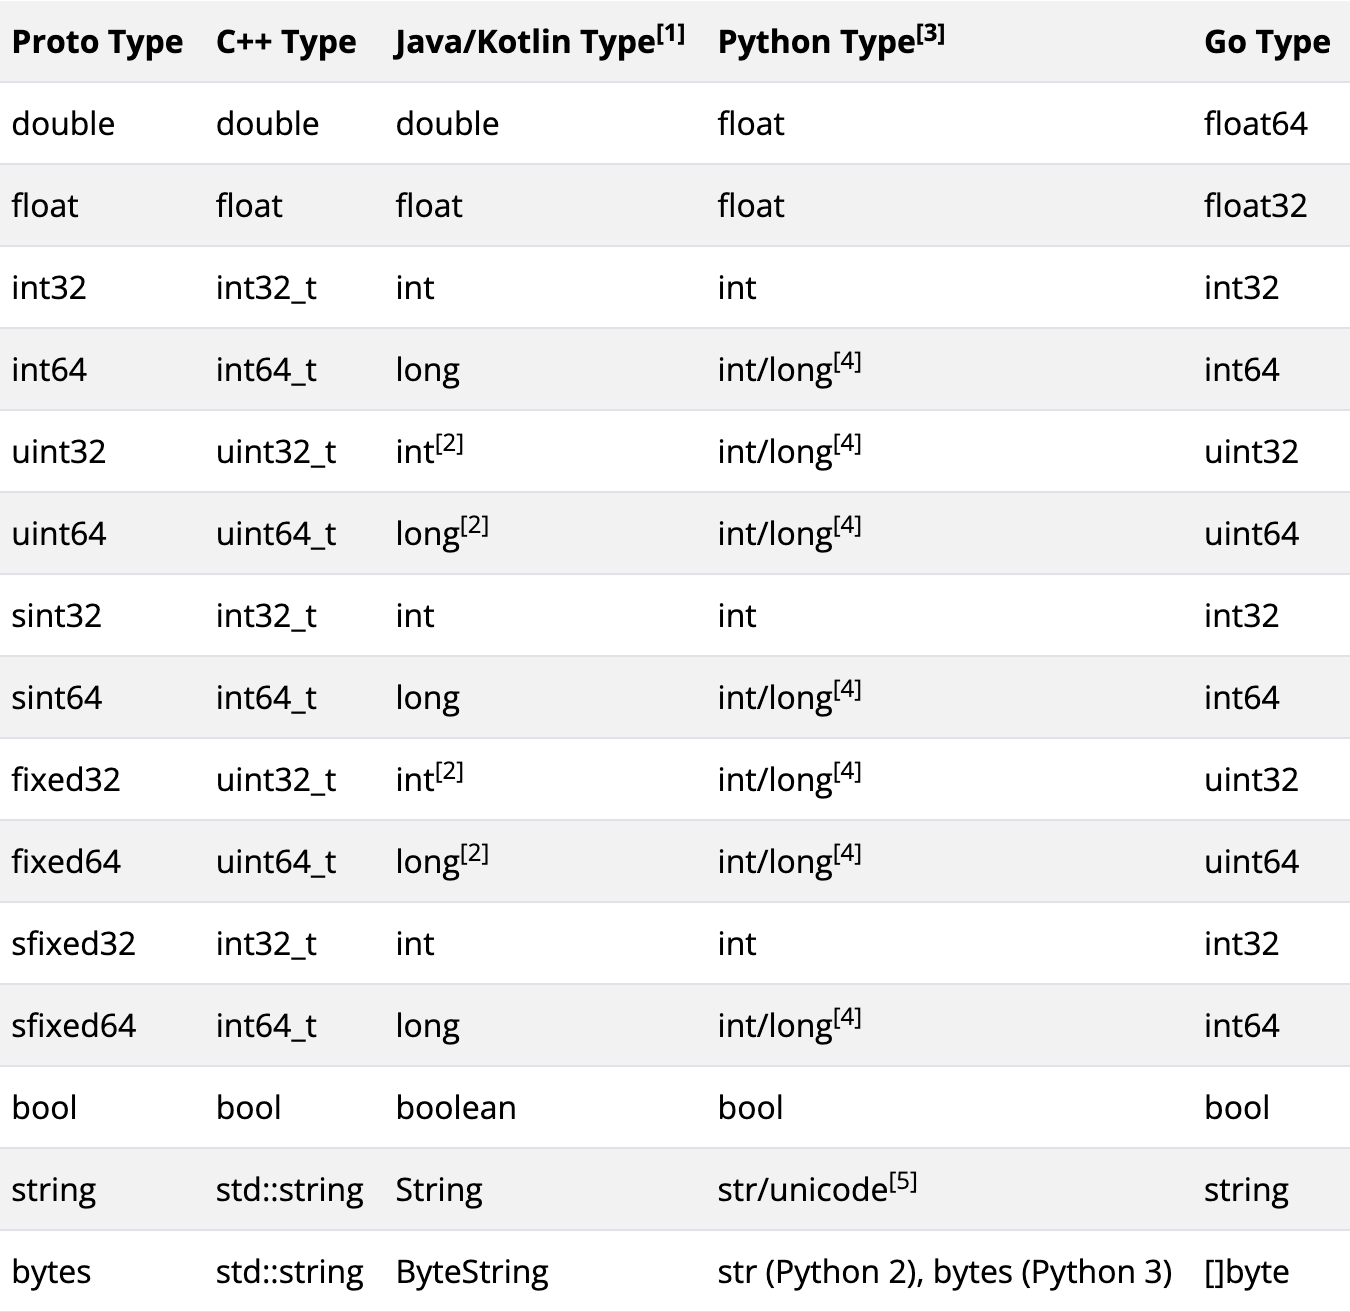 Proto Type C++ Type Java/Kotlin Type[1] Python Type[3] Go Type
double double double float float64
float float float float float32
int32 int32_t int int int32
int64 int64_t long int/long[4] int64
uint32 uint32_t int[2] int/long[4] uint32
uint64 uint64_t long[2] int/long[4] uint64
sint32 int32_t int int int32
sint64 int64_t long int/long[4] int64
fixed32 uint32_t int[2] int/long[4] uint32
fixed64 uint64_t long[2] int/long[4] uint64
sfixed32 int32_t int int int32
sfixed64 int64_t long int/long[4] int64
bool bool boolean bool bool
string std::string String str/unicode[5] string
bytes std::string ByteString str (Python 2), bytes (Python 3) []byte